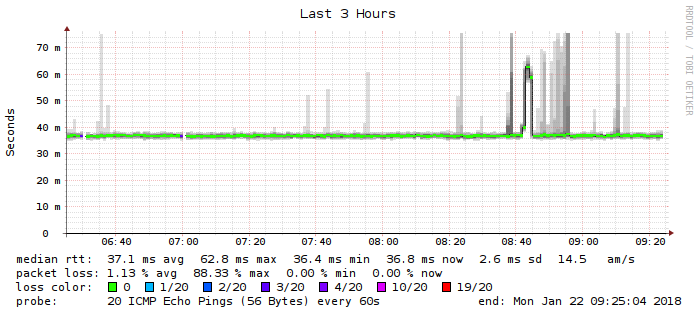 Last 3 Hours
RRDTOOL / TOBI OETIKER
Seconds
70 m
60 m
50 m
40 m
30 m
20 m
10 m
0
06:40 07:00 07:20 07:40 08:00 08:20 08:40 09:00 09:20
median rtt: 37.1 ms avg 62.8 ms max 36.4 ms min 36.8 ms now 2.6 ms sd 14.5 am/s
packet loss: 1.13 % avg 88.33 % max 0.00 % min 0.00 % now
loss color: 0 1/20 2/20 3/20 4/20 10/20 19/20
probe: 20 ICMP Echo Pings (56 Bytes) every 60s end: Mon Jan 22 09:25:04 2018